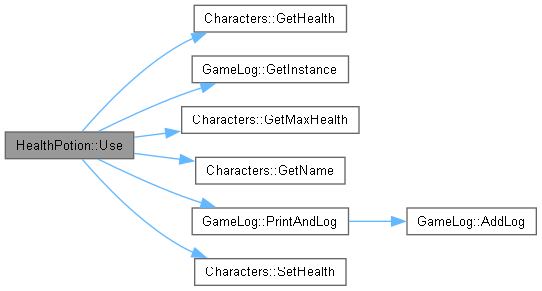 Characters::GetHealth
GameLog::GetInstance
Characters::GetMaxHealth
HealthPotion::Use
Characters::GetName
GameLog::PrintAndLog
GameLog::AddLog
Characters::SetHealth